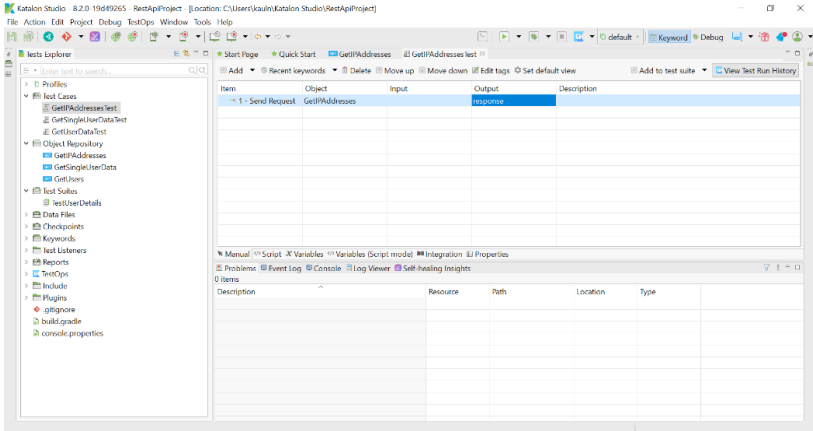 Katalon Studio - 8.2.0-19d49265 - RestApiProject - [Location: C:\Users\kauln\Katalon Studio\RestApiProject]
File Action Edit Project Debug TestOps Window Tools Help
default Keyword Debug
Tests Explorer
Start Page Quick Start GetIPAddresses GetIPAddressesTest
Enter text to search...
Add Recent keywords Delete Move up Move down Edit tags Set default view Add to test suite View Test Run History
Profiles
Test Cases
GetIPAddressesTest
GetSingleUserDataTest
GetUserDataTest
Object Repository
GetIPAddresses
GetSingleUserData
GetUsers
Test Suites
TestUserDetails
Data Files
Checkpoints
Keywords
Test Listeners
Reports
TestOps
Include
Plugins
.gitignore
build.gradle
console.properties
Item Object Input Output Description
1 - Send Request GetIPAddresses response
Manual Script Variables Variables (Script mode) Integration Properties
Problems Event Log Console Log Viewer Self-healing Insights
0 items
Description Resource Path Location Type